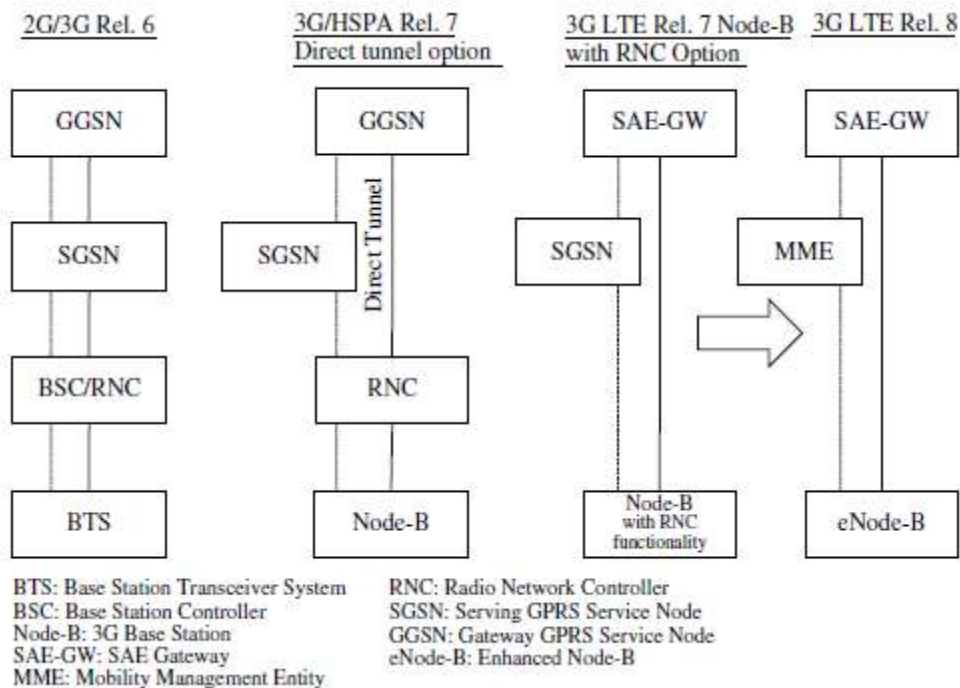 2G/3G Rel. 6
3G/HSPA Rel. 7
Direct tunnel option
3G LTE Rel. 7 Node-B
with RNC Option
3G LTE Rel. 8
GGSN
GGSN
SAE-GW
SAE-GW
Direct Tunnel
SGSN
SGSN
SGSN
MME
BSC/RNC
RNC
BTS
Node-B
Node-B
with RNC
functionality
eNode-B
BTS: Base Station Transceiver System
BSC: Base Station Controller
Node-B: 3G Base Station
SAE-GW: SAE Gateway
MME: Mobility Management Entity
RNC: Radio Network Controller
SGSN: Serving GPRS Service Node
GGSN: Gateway GPRS Service Node
eNode-B: Enhanced Node-B